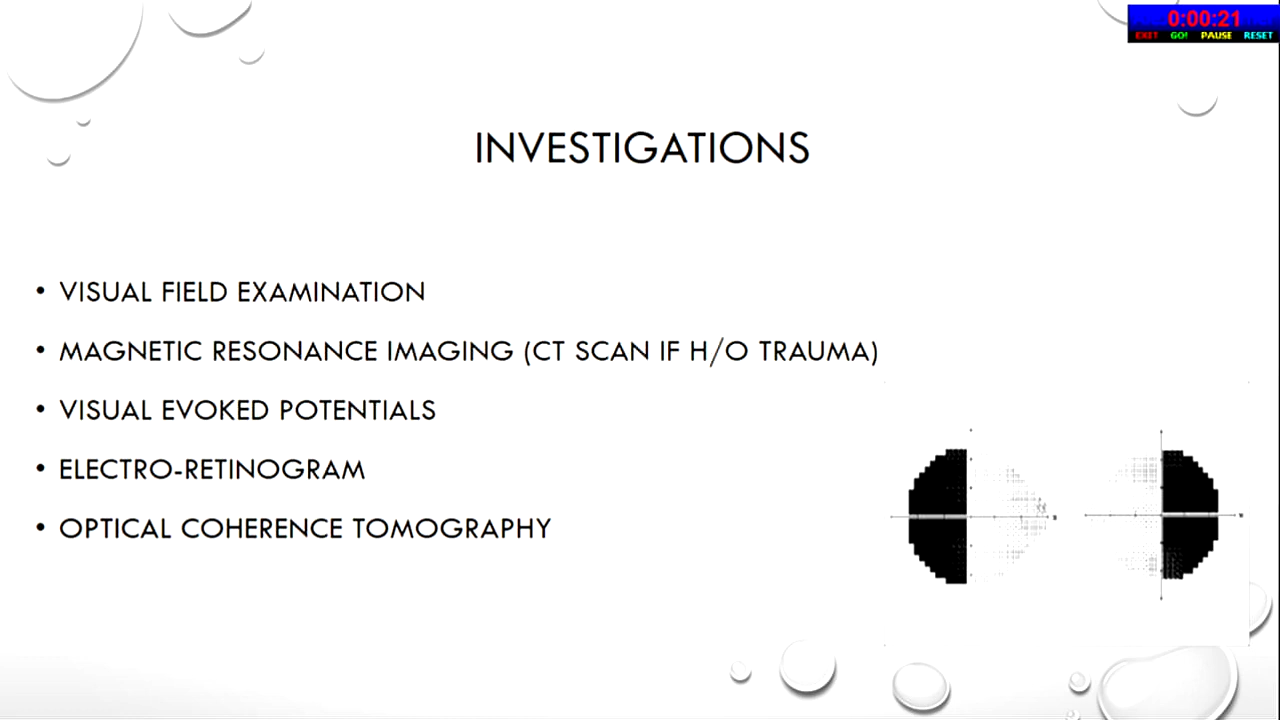 0:00:21
EXIT GO! PAUSE RESET
INVESTIGATIONS
• VISUAL FIELD EXAMINATION
• MAGNETIC RESONANCE IMAGING (CT SCAN IF H/O TRAUMA)
• VISUAL EVOKED POTENTIALS
• ELECTRO-RETINOGRAM
• OPTICAL COHERENCE TOMOGRAPHY